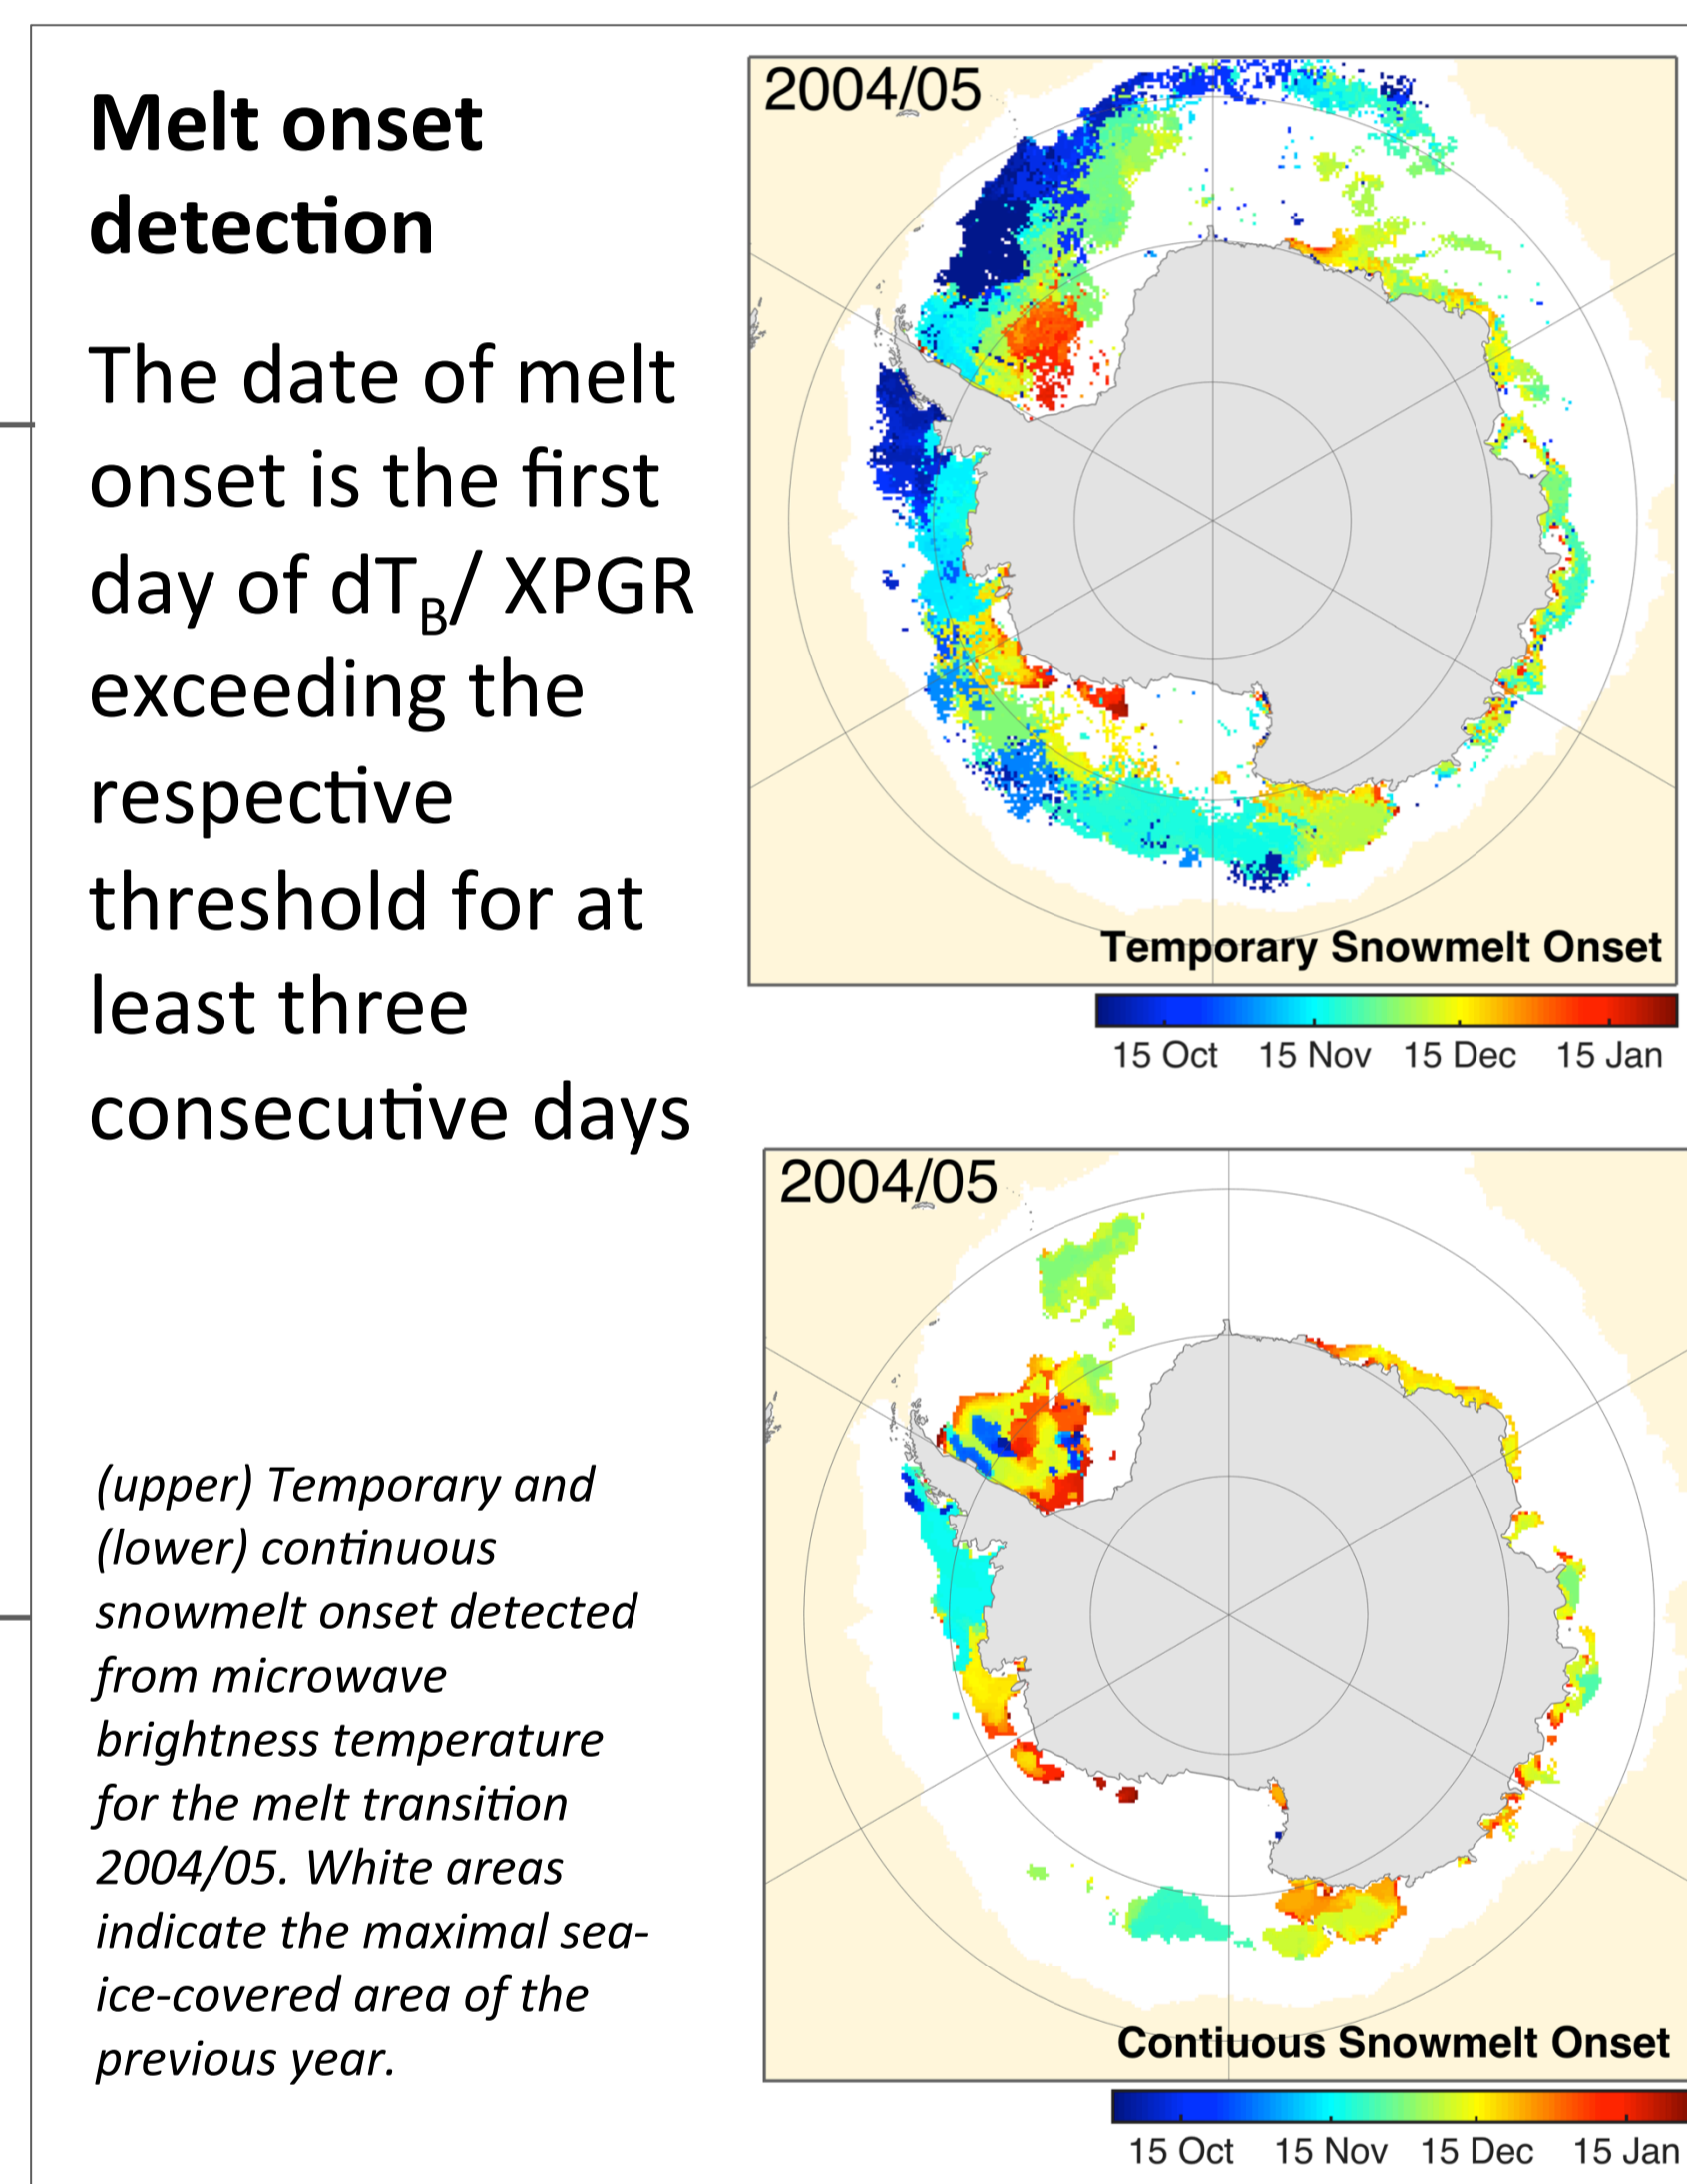 Melt onset
detection
The date of melt
onset is the first
day of dTB/ XPGR
exceeding the
respective
threshold for at
least three
consecutive days
(upper) Temporary and
(lower) continuous
snowmelt onset detected
from microwave
brightness temperature
for the melt transition
2004/05. White areas
indicate the maximal sea-
ice-covered area of the
previous year.
2004/05
Temporary Snowmelt Onset
15 Oct 15 Nov 15 Dec 15 Jan
2004/05
Contiuous Snowmelt Onset
15 Oct 15 Nov 15 Dec 15 Jan